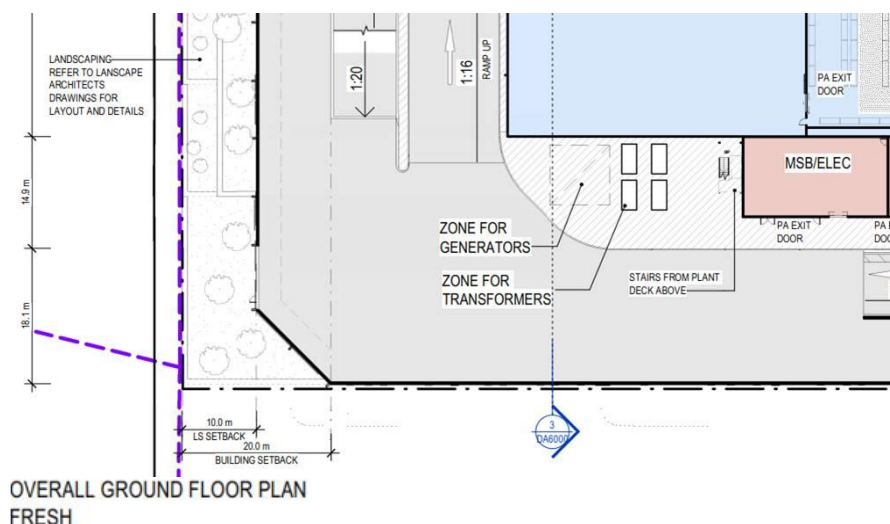 LANDSCAPING
REFER TO LANSCAPE
ARCHITECTS
DRAWINGS FOR
LAYOUT AND DETAILS
1:20
1:16
RAMP UP
PA EXIT
DOOR
MSB/ELEC
14.9 m
ZONE FOR
GENERATORS
PA EXIT
DOOR
PA E
DOO
ZONE FOR
TRANSFORMERS
STAIRS FROM PLANT
DECK ABOVE
18.1 m
10.0 m
LS SETBACK
20.0 m
BUILDING SETBACK
3
DA6000
OVERALL GROUND FLOOR PLAN
FRESH